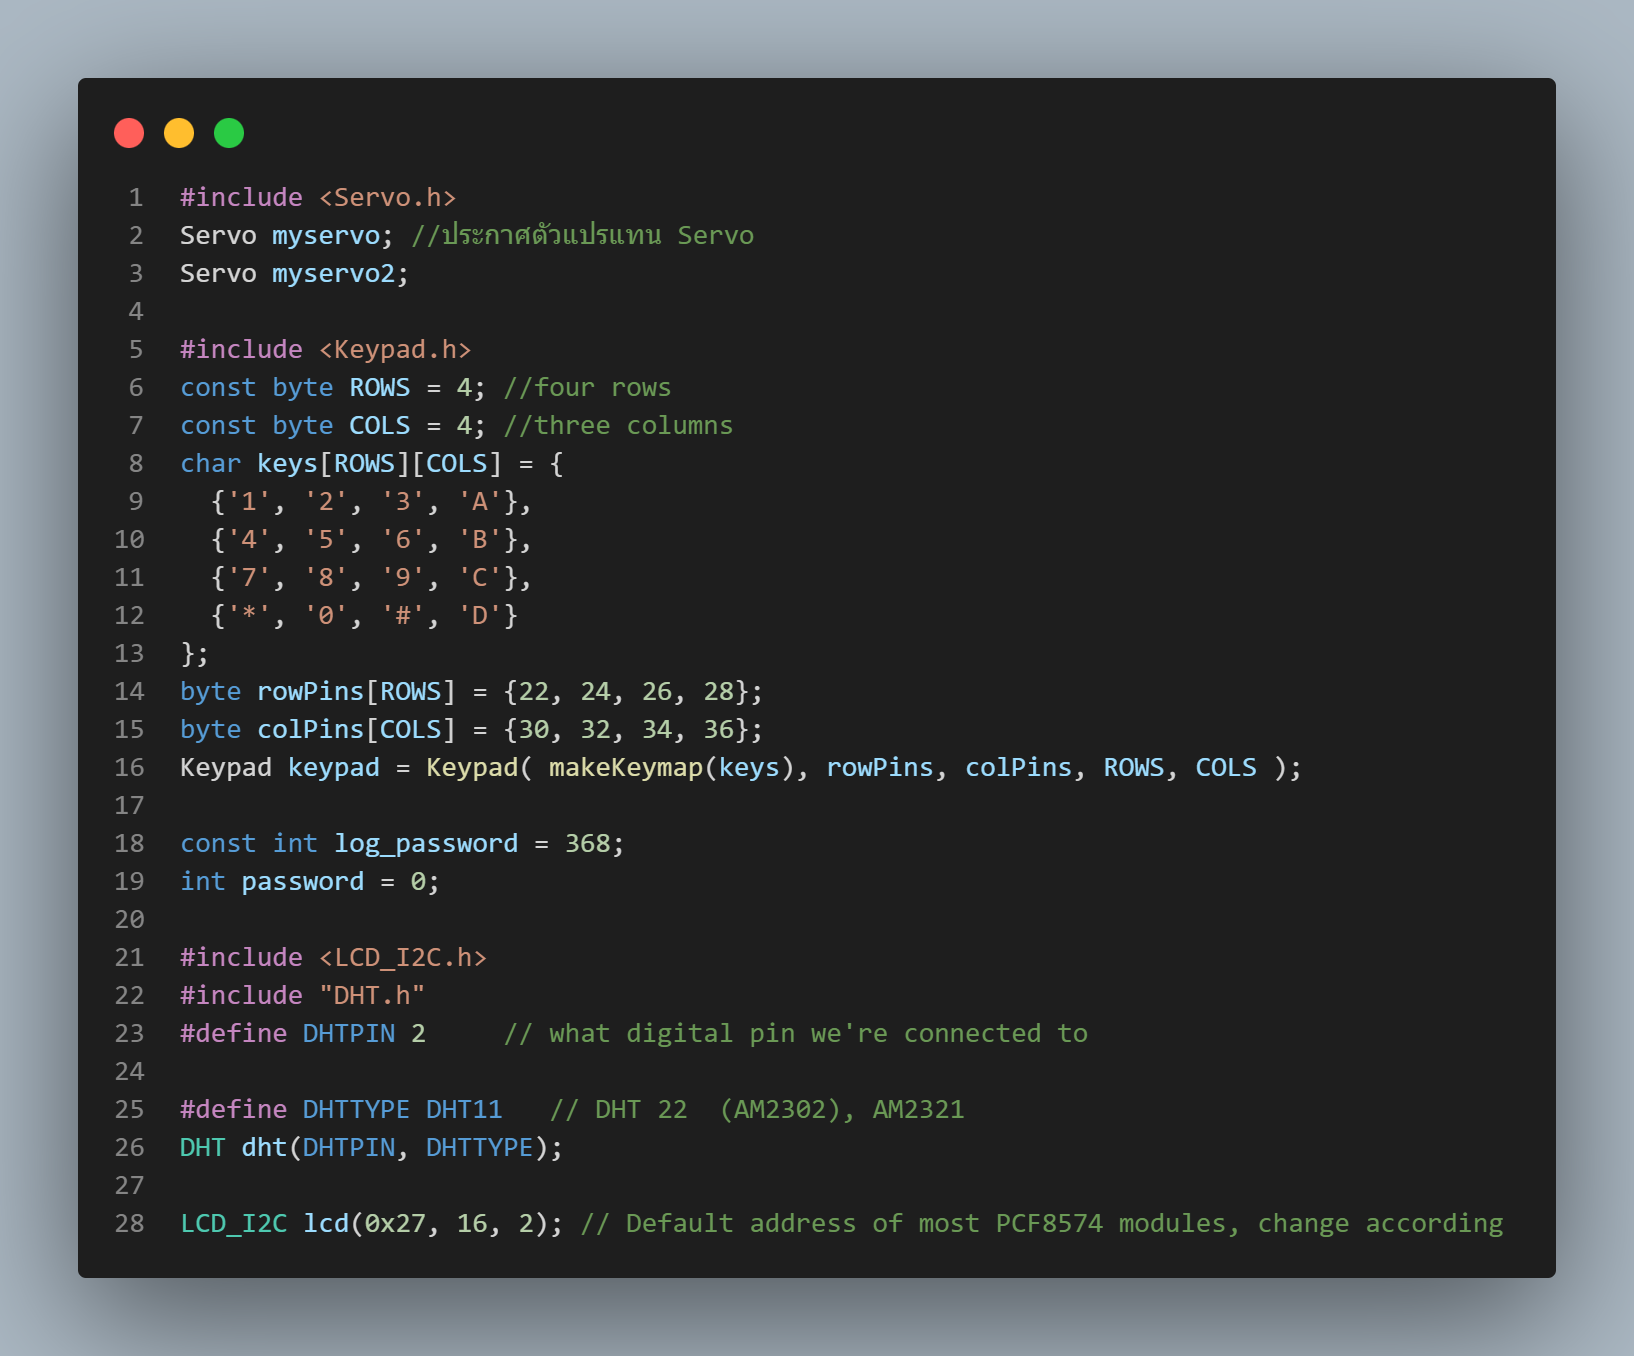 1 #include <Servo.h>
2 Servo myservo; //ประกาศตัวแปรแทน Servo
3 Servo myservo2;
4
5 #include <Keypad.h>
6 const byte ROWS = 4; //four rows
7 const byte COLS = 4; //three columns
8 char keys[ROWS][COLS] = {
9   {'1', '2', '3', 'A'},
10   {'4', '5', '6', 'B'},
11   {'7', '8', '9', 'C'},
12   {'*', '0', '#', 'D'}
13 };
14 byte rowPins[ROWS] = {22, 24, 26, 28};
15 byte colPins[COLS] = {30, 32, 34, 36};
16 Keypad keypad = Keypad( makeKeymap(keys), rowPins, colPins, ROWS, COLS );
17
18 const int log_password = 368;
19 int password = 0;
20
21 #include <LCD_I2C.h>
22 #include "DHT.h"
23 #define DHTPIN 2     // what digital pin we're connected to
24
25 #define DHTTYPE DHT11   // DHT 22  (AM2302), AM2321
26 DHT dht(DHTPIN, DHTTYPE);
27
28 LCD_I2C lcd(0x27, 16, 2); // Default address of most PCF8574 modules, change according